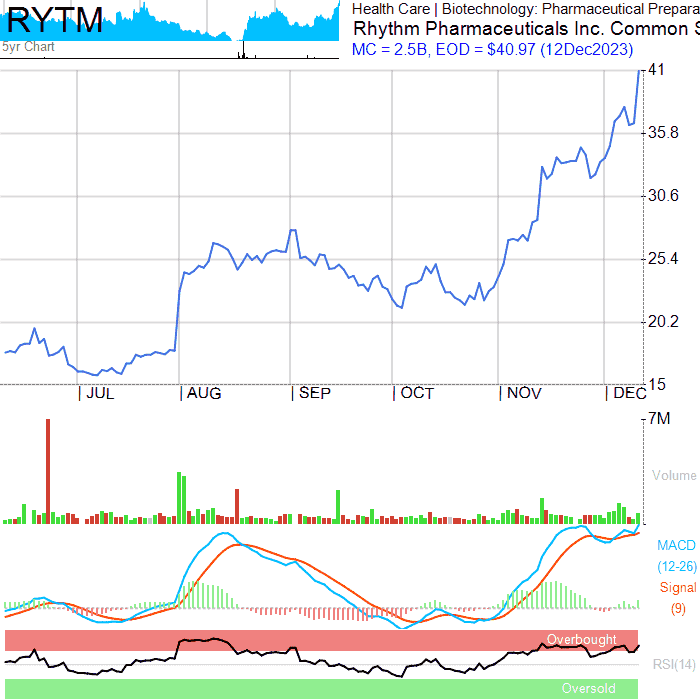 RYTM
5yr Chart
Health Care | Biotechnology: Pharmaceutical Prepara
Rhythm Pharmaceuticals Inc. Common S
MC = 2.5B, EOD = $40.97 (12Dec2023)
41
35.8
30.6
25.4
20.2
15
| JUL | AUG | SEP | OCT | NOV | DEC
7M
Volume
MACD
(12-26)
Signal
(9)
Overbought
RSI(14)
Oversold